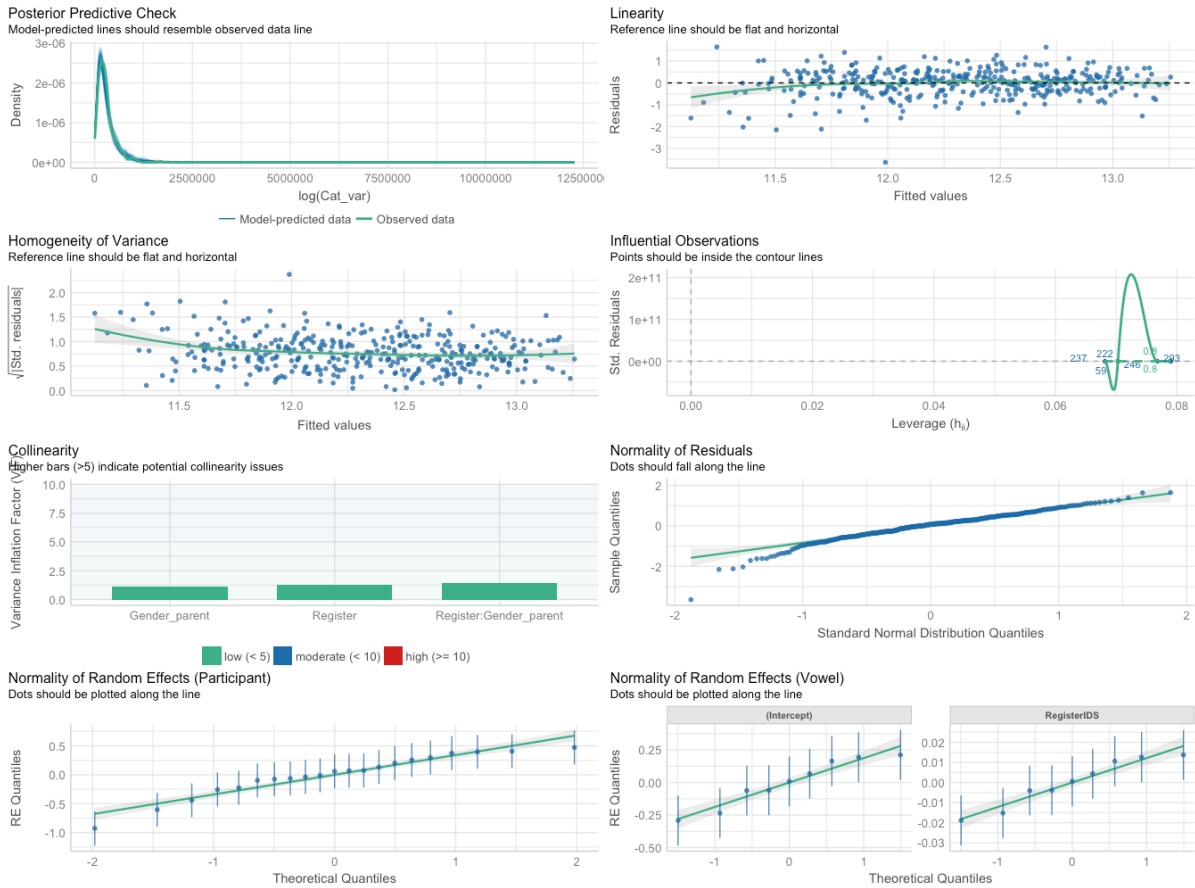 Posterior Predictive Check
Model-predicted lines should resemble observed data line
3e-06
2e-06
1e-06
0e+00
Density
0 2500000 5000000 7500000 10000000 12500000
log(Cat_var)
Model-predicted data Observed data
Linearity
Reference line should be flat and horizontal
1
0
-1
-2
-3
Residuals
11.5 12.0 12.5 13.0
Fitted values
Homogeneity of Variance
Reference line should be flat and horizontal
2.0
1.5
1.0
0.5
0.0
√|Std. residuals|
11.5 12.0 12.5 13.0
Fitted values
Influential Observations
Points should be inside the contour lines
2e+11
1e+11
0e+00
Std. Residuals
237 222 59 246 0.8 0.8 293
0.00 0.02 0.04 0.06 0.08
Leverage (hii)
Collinearity
Higher bars (>5) indicate potential collinearity issues
10.0
7.5
5.0
2.5
0.0
Variance Inflation Factor (VIF)
Gender_parent Register Register:Gender_parent
low (< 5) moderate (< 10) high (>= 10)
Normality of Residuals
Dots should fall along the line
2
0
-2
Sample Quantiles
-2 -1 0 1 2
Standard Normal Distribution Quantiles
Normality of Random Effects (Participant)
Dots should be plotted along the line
0.5
0.0
-0.5
-1.0
RE Quantiles
-2 -1 0 1 2
Theoretical Quantiles
Normality of Random Effects (Vowel)
Dots should be plotted along the line
(Intercept) RegisterIDS
0.25
0.00
-0.25
-0.50
RE Quantiles
0.02
0.01
0.00
-0.01
-0.02
-0.03
-1 0 1 -1 0 1
Theoretical Quantiles